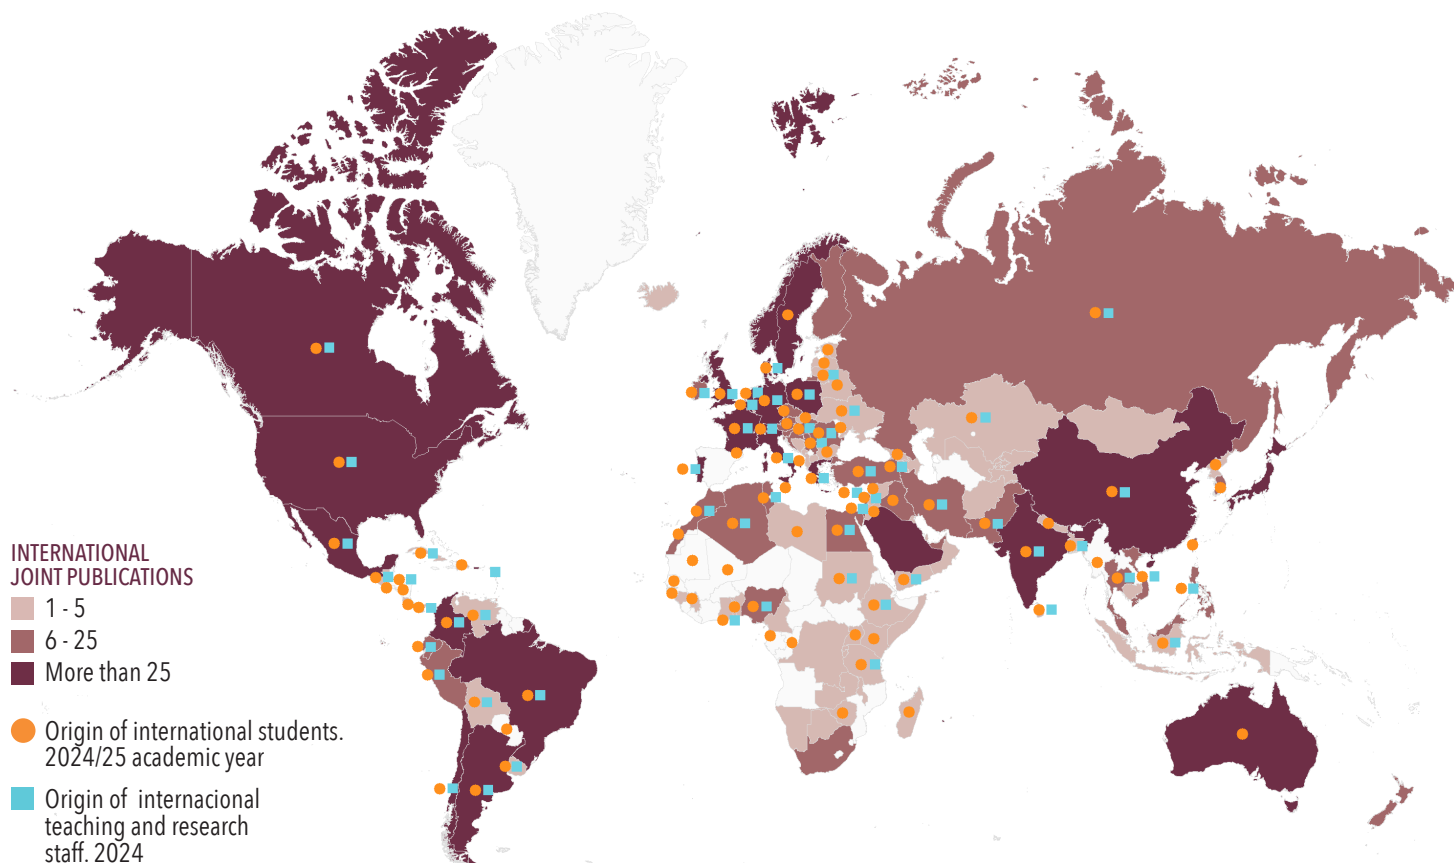 INTERNATIONAL
JOINT PUBLICATIONS
1 - 5
6 - 25
More than 25
Origin of international students.
2024/25 academic year
Origin of internacional
teaching and research
staff. 2024